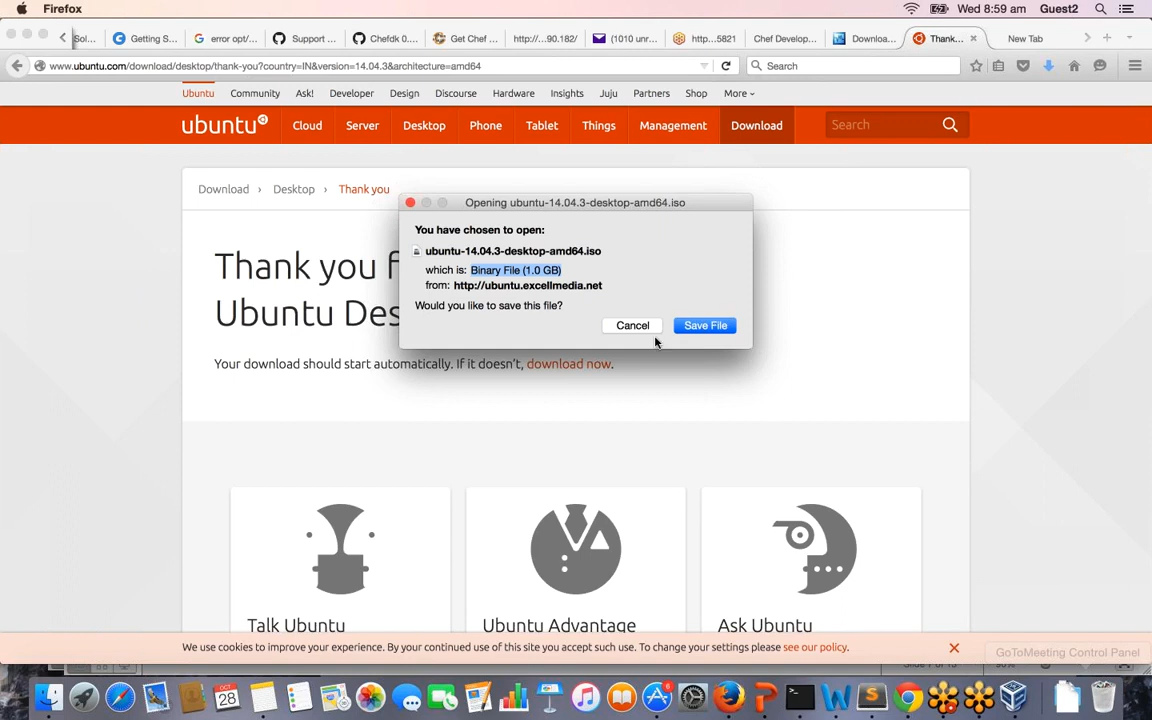 Firefox
Wed 8:59 am Guest2
Sol...
Getting S...
error opt/...
Support ...
Chefdk 0....
Get Chef ...
http://...90.182/
(1010 unr...
http...5821
Chef Develop...
Downloa...
Thank...
New Tab
www.ubuntu.com/download/desktop/thank-you?country=IN&version=14.04.3&architecture=amd64
Search
Ubuntu Community Ask! Developer Design Discourse Hardware Insights Juju Partners Shop More
ubuntu Cloud Server Desktop Phone Tablet Things Management Download Search
Download › Desktop › Thank you
Opening ubuntu-14.04.3-desktop-amd64.iso
You have chosen to open:
ubuntu-14.04.3-desktop-amd64.iso
which is: Binary File (1.0 GB)
from: http://ubuntu.excellmedia.net
Would you like to save this file?
Cancel Save File
Thank you f
Ubuntu Des
Your download should start automatically. If it doesn't, download now.
Talk Ubuntu
Ubuntu Advantage
Ask Ubuntu
We use cookies to improve your experience. By your continued use of this site you accept such use. To change your settings please see our policy.
GoToMeeting Control Panel
OCT
28